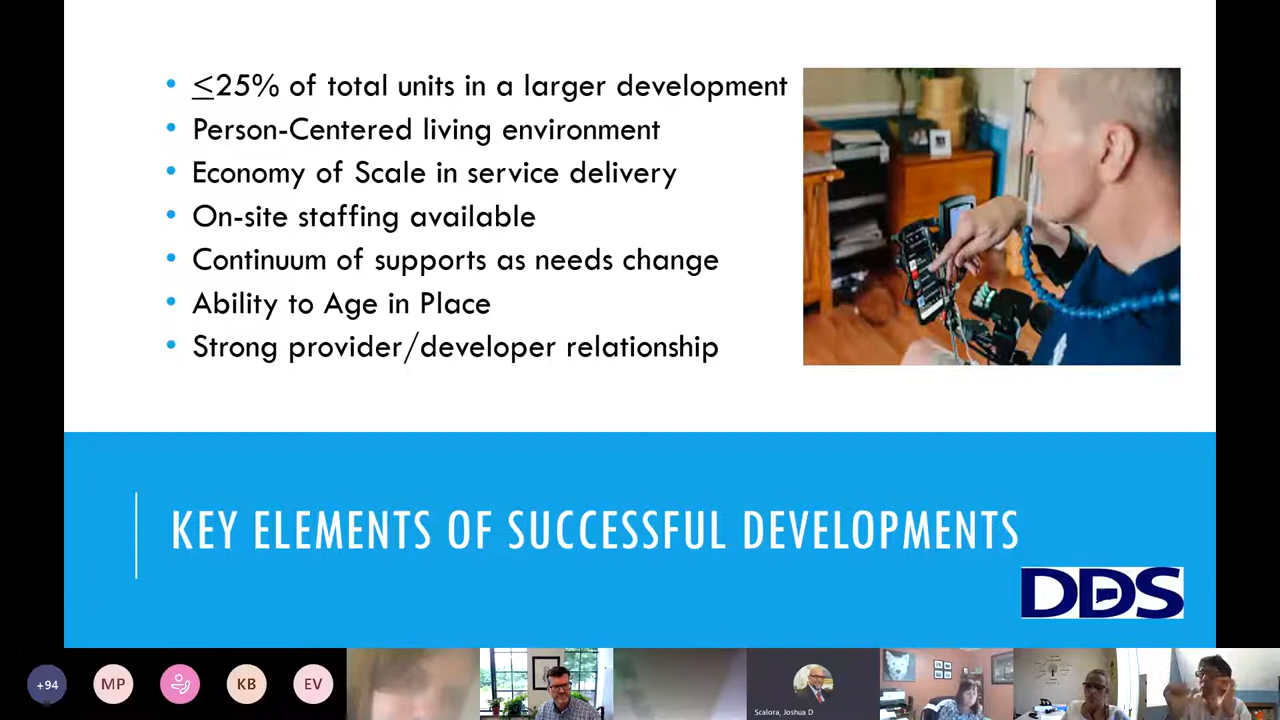 ≤25% of total units in a larger development
Person-Centered living environment
Economy of Scale in service delivery
On-site staffing available
Continuum of supports as needs change
Ability to Age in Place
Strong provider/developer relationship
KEY ELEMENTS OF SUCCESSFUL DEVELOPMENTS
DDS
+94
MP
KB
EV
Scalora, Joshua D